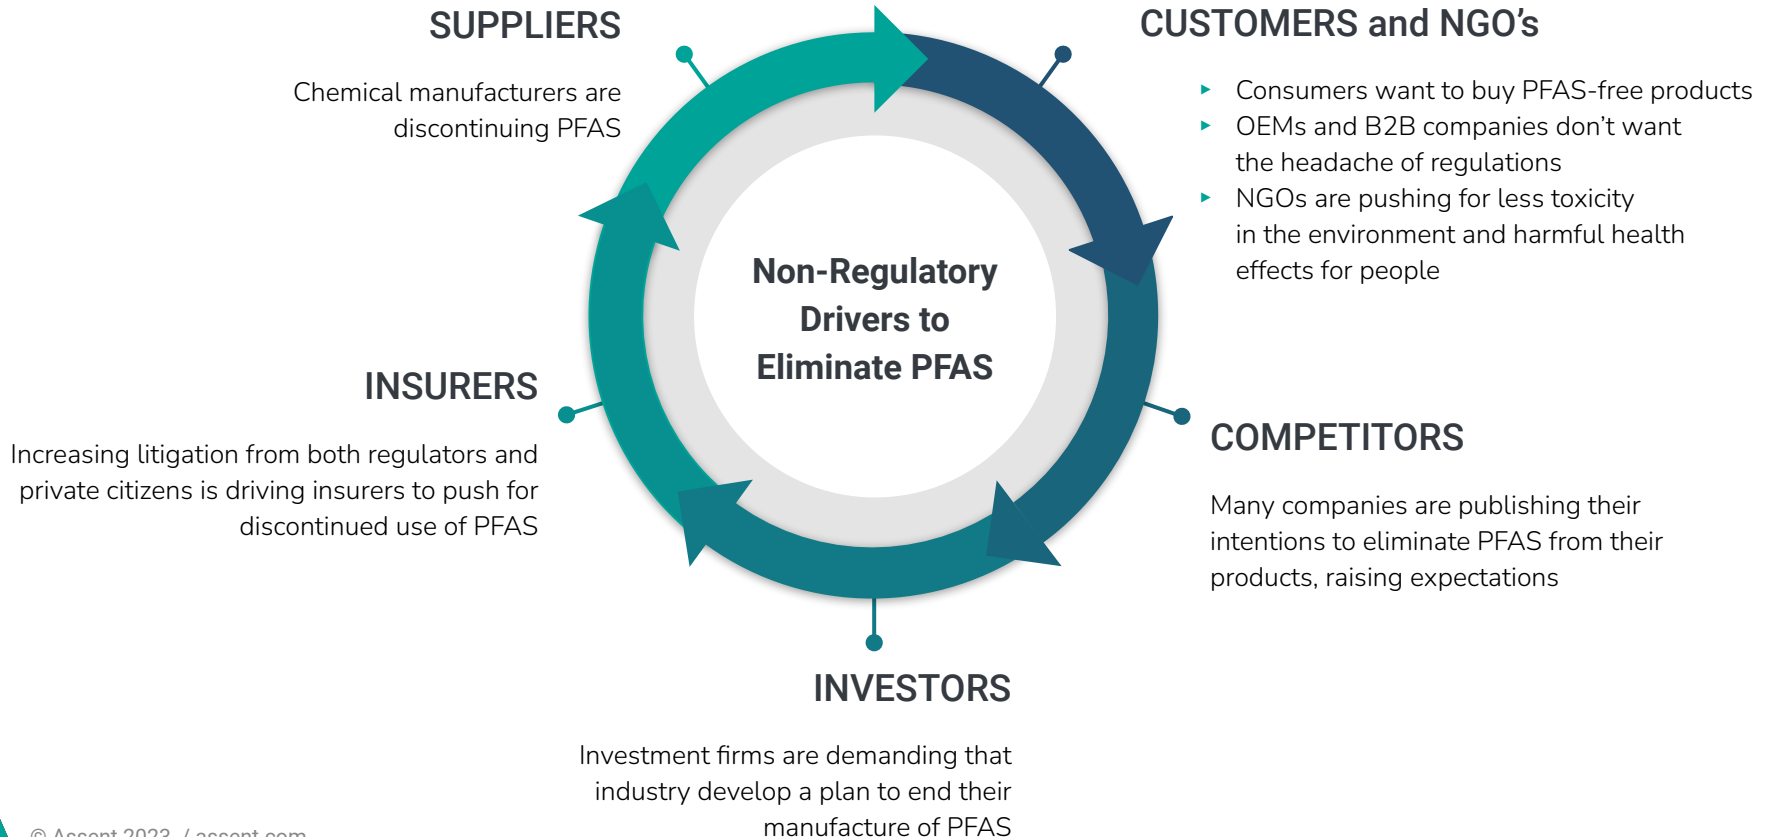 SUPPLIERS
Chemical manufacturers are
discontinuing PFAS
CUSTOMERS and NGO’s
Consumers want to buy PFAS-free products
OEMs and B2B companies don’t want
the headache of regulations
NGOs are pushing for less toxicity
in the environment and harmful health
effects for people
Non-Regulatory
Drivers to
Eliminate PFAS
INSURERS
Increasing litigation from both regulators and
private citizens is driving insurers to push for
discontinued use of PFAS
COMPETITORS
Many companies are publishing their
intentions to eliminate PFAS from their
products, raising expectations
INVESTORS
Investment firms are demanding that
industry develop a plan to end their
manufacture of PFAS
© Assent 2023 / assent.com